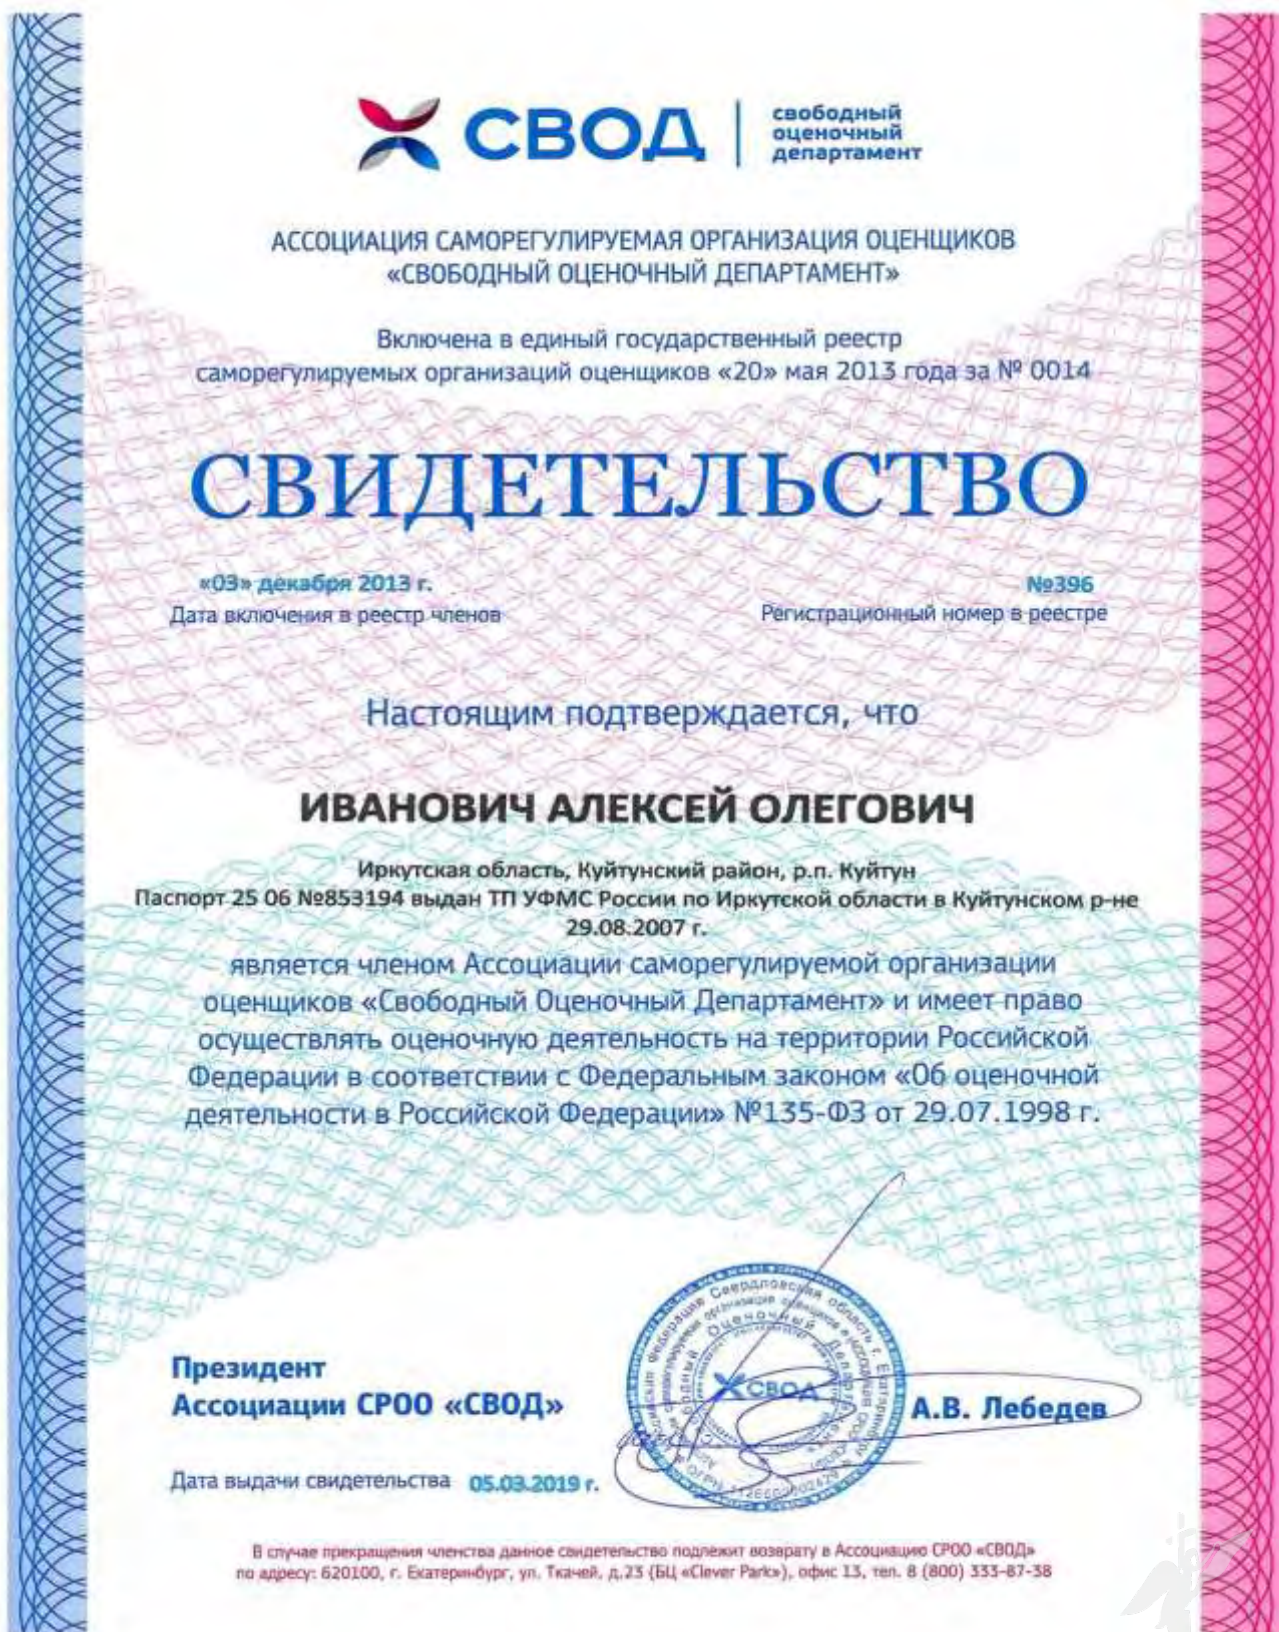 СВОД
свободный
оценочный
департамент
АССОЦИАЦИЯ САМОРЕГУЛИРУЕМАЯ ОРГАНИЗАЦИЯ ОЦЕНЩИКОВ
«СВОБОДНЫЙ ОЦЕНОЧНЫЙ ДЕПАРТАМЕНТ»
Включена в единый государственный реестр
саморегулируемых организаций оценщиков «20» мая 2013 года за № 0014
СВИДЕТЕЛЬСТВО
«03» декабря 2013 г.
№396
Дата включения в реестр членов
Регистрационный номер в реестре
Настоящим подтверждается, что
ИВАНОВИЧ АЛЕКСЕЙ ОЛЕГОВИЧ
Иркутская область, Куйтунский район, р.п. Куйтун
Паспорт 25 06 №853194 выдан ТП УФМС России по Иркутской области в Куйтунском р-не
29.08.2007 г.
является членом Ассоциации саморегулируемой организации
оценщиков «Свободный Оценочный Департамент» и имеет право
осуществлять оценочную деятельность на территории Российской
Федерации в соответствии с Федеральным законом «Об оценочной
деятельности в Российской Федерации» №135-ФЗ от 29.07.1998 г.
Президент
Ассоциации СРОО «СВОД»
Свердловская область г.
Оценочный
СВОД
А.В. Лебедев
Дата выдачи свидетельства 05.03.2019 г.
В случае прекращения членства данное свидетельство подлежит возврату в Ассоциацию СРОО «СВОД»
по адресу: 620100, г. Екатеринбург, ул. Ткачей, д.23 (БЦ «Clever Park»), офис 13, тел. 8 (800) 333-87-38